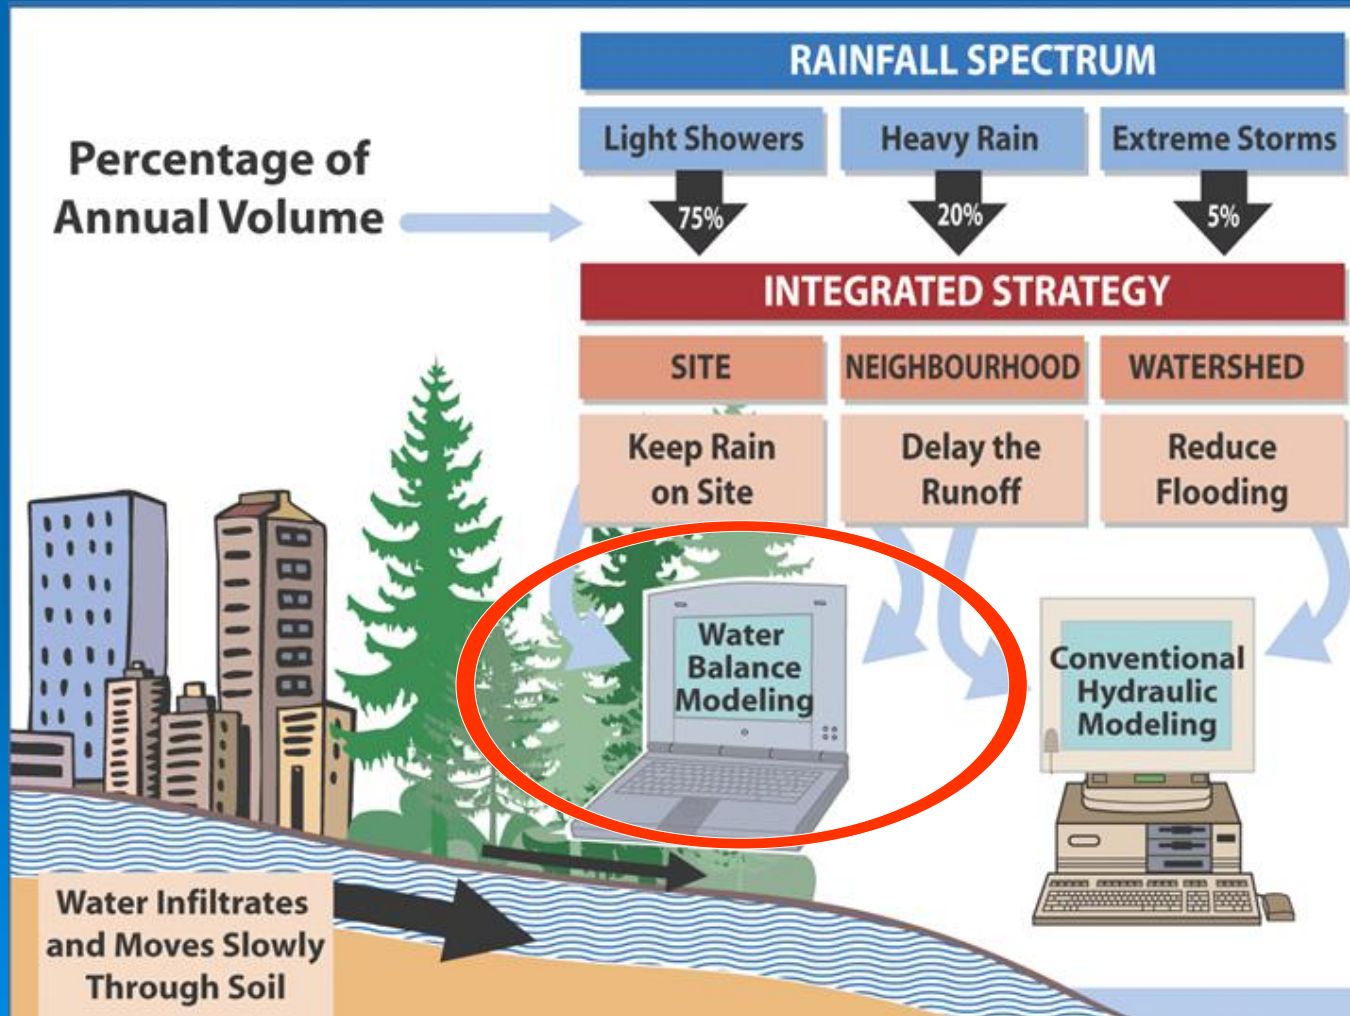 RAINFALL SPECTRUM
Light Showers
Heavy Rain
Extreme Storms
Percentage of
Annual Volume
75%
20%
5%
INTEGRATED STRATEGY
SITE
NEIGHBOURHOOD
WATERSHED
Keep Rain
on Site
Delay the
Runoff
Reduce
Flooding
Water
Balance
Modeling
Conventional
Hydraulic
Modeling
Water Infiltrates
and Moves Slowly
Through Soil